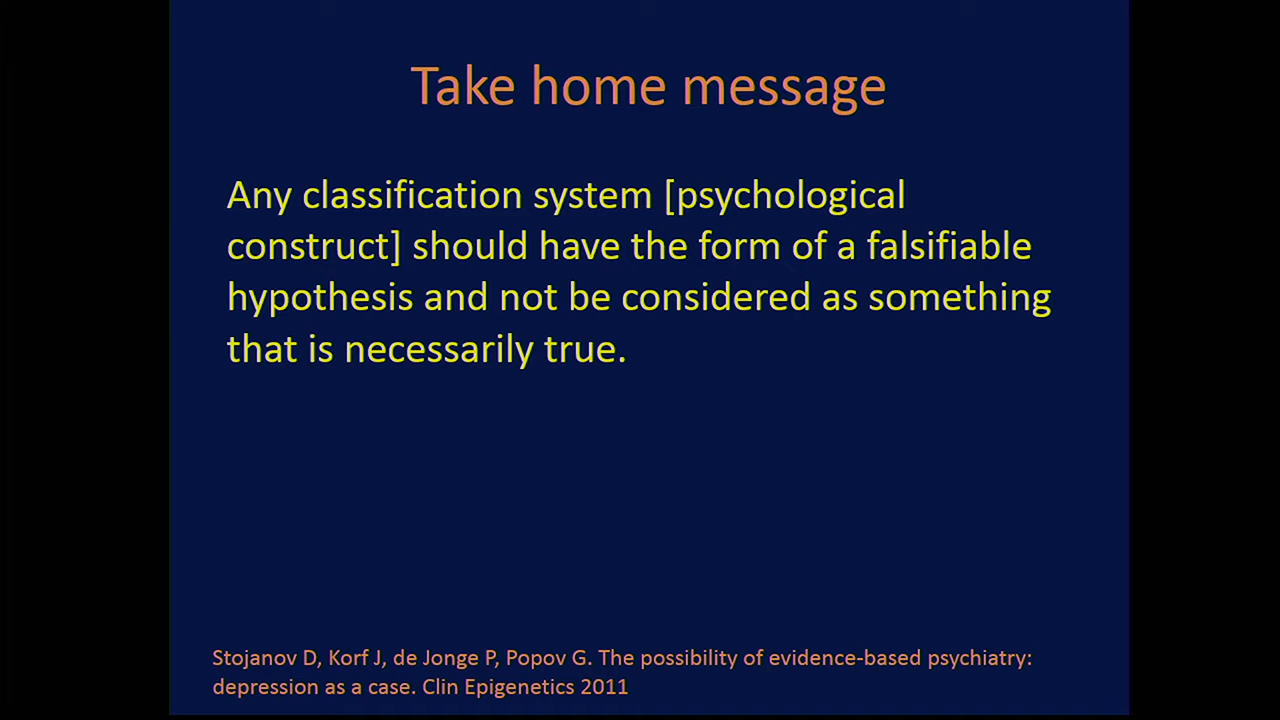 Take home message
Any classification system [psychological
construct] should have the form of a falsifiable
hypothesis and not be considered as something
that is necessarily true.
Stojanov D, Korf J, de Jonge P, Popov G. The possibility of evidence-based psychiatry:
depression as a case. Clin Epigenetics 2011